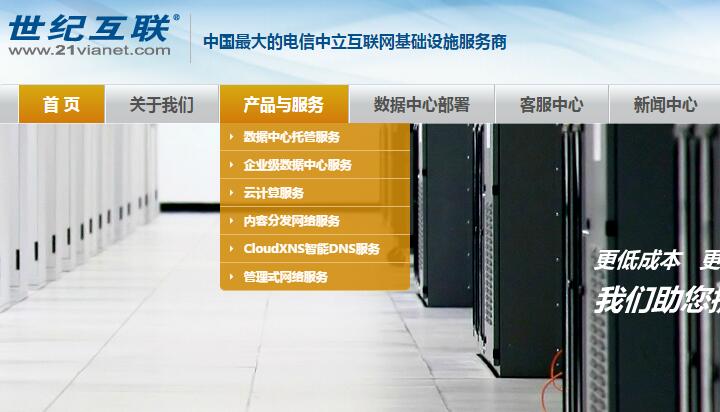 世纪互联®
www.21vianet.com
中国最大的电信中立互联网基础设施服务商
首 页 关于我们 产品与服务 数据中心部署 客服中心 新闻中心
数据中心托管服务
企业级数据中心服务
云计算服务
内容分发网络服务
CloudXNS智能DNS服务
管理式网络服务
更低成本 更
我们助您